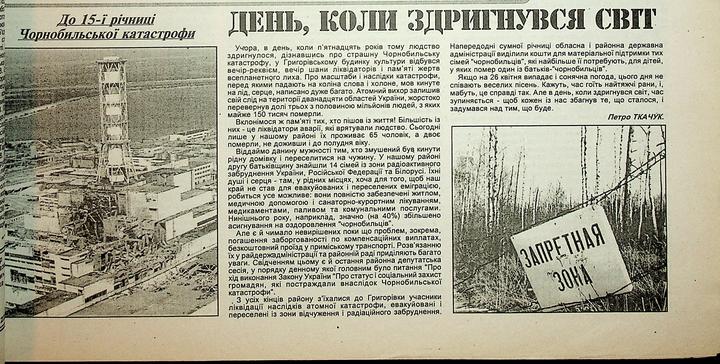 До 15-ї річниці
Чорнобильської катастрофи
ДЕНЬ, КОЛИ ЗДРИГНУВСЯ СВІТ
Учора, в день, коли п'ятнадцять років тому людство
здригнулося, дізнавшись про страшну Чорнобильську
катастрофу, у Григорівському будинку культури відбувся
вечір-реквієм, вечір шани ліквідаторів і пам'яті жертв
всепланетного лиха. Про масштаби і наслідки катастрофи,
перед якими падають на коліна слова і холоне, мов кинуте
на лід, серце, написано дуже багато. Атомний вихор залишив
свій слід на території дванадцяти областей України, жорстоко
перевернув долі трьох з половиною мільйонів людей, з яких
майже 150 тисяч померли.
Вклонімося ж пам'яті тих, хто пішов із життя! Більшість із
них - це ліквідатори аварії, які врятували людство. Сьогодні
лише у нашому районі їх проживає 65 чоловік, а двоє
померли, не доживши і до полудня віку.
Віддаймо данину мужності тим, хто змушений був кинути
рідну домівку і переселитися на чужину. У нашому районі
другу батьківщину знайшли 14 сімей із зони радіоактивного
забруднення України, Російської Федерації та Білорусі. Їхні
душі і серця - там, у рідних місцях, хоча для того, щоб наш
край не став для евакуйованих і переселених еміграцією,
робиться усе можливе: вони повністю забезпечені житлом,
медичною допомогою і санаторно-курортним лікуванням,
медикаментами, паливом та комунальними послугами.
Нинішнього року, наприклад, значно (на 40%) збільшено
асигнування на оздоровлення "чорнобильців".
Але є й чимало невирішених поки що проблем, зокрема,
погашення заборгованості по компенсаційних виплатах,
безкоштовний проїзд у приміському транспорті. Розв'язанню
їх у райдержадміністрації та районній раді приділяють багато
уваги. Свідченням цьому є й остання районна депутатська
сесія, у порядку денному якої головним було питання "Про
хід виконання Закону України "Про статус і соціальний захист
громадян, які постраждали внаслідок Чорнобильської
катастрофи".
З усіх кінців району з'їхалися до Григорівки учасники
ліквідації наслідків атомної катастрофи, евакуйовані і
переселені із зони відчуження і радіаційного забруднення.
Напередодні сумної річниці обласна і районна державна
адміністрації виділили кошти для матеріальної підтримки тих
сімей "чорнобильців", які найбільше її потребують, для дітей,
у яких помер один із батьків-"чорнобильців".
Якщо на 26 квітня випадає і сонячна погода, цього дня не
співають веселих пісень. Кажуть, час гоїть найтяжчі рани, і,
мабуть, це справді так. Але в день, коли здригнувся світ, час
зупиняється - щоб кожен із нас збагнув те, що сталося, і
задумався над тим, що буде.
Петро ТКАЧУК.
ЗАПРЕТНАЯ
ЗОНА